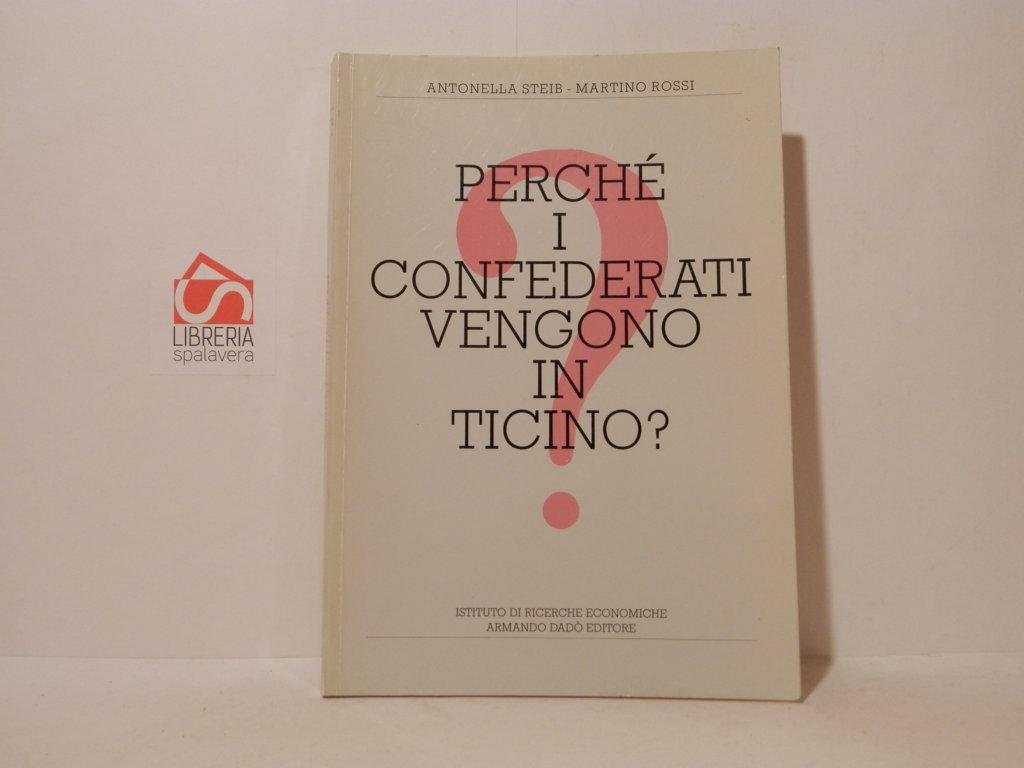 ANTONELLA STEIB - MARTINO ROSSI
PERCHÉ
I
CONFEDERATI
VENGONO
IN
TICINO?
ISTITUTO DI RICERCHE ECONOMICHE
ARMANDO DADÒ EDITORE
LIBRERIA
spalavera